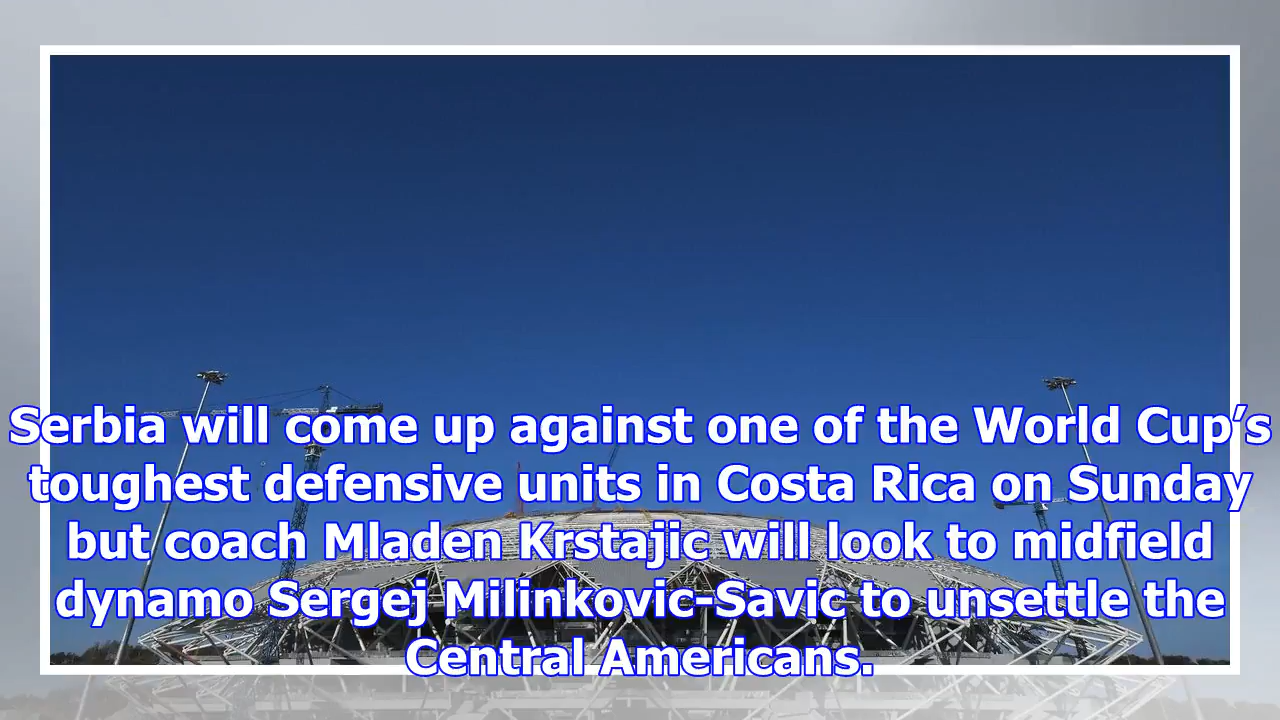 Serbia will come up against one of the World Cup’s
toughest defensive units in Costa Rica on Sunday
but coach Mladen Krstajic will look to midfield
dynamo Sergej Milinkovic-Savic to unsettle the
Central Americans.